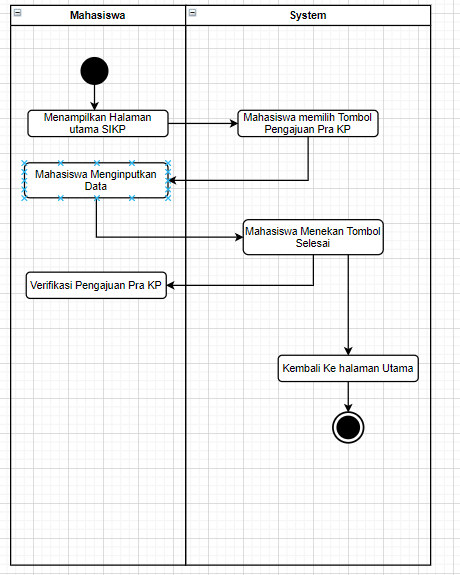 Mahasiswa
System
Menampilkan Halaman
utama SIKP
Mahasiswa memilih Tombol
Pengajuan Pra KP
Mahasiswa Menginputkan
Data
Mahasiswa Menekan Tombol
Selesai
Verifikasi Pengajuan Pra KP
Kembali Ke halaman Utama